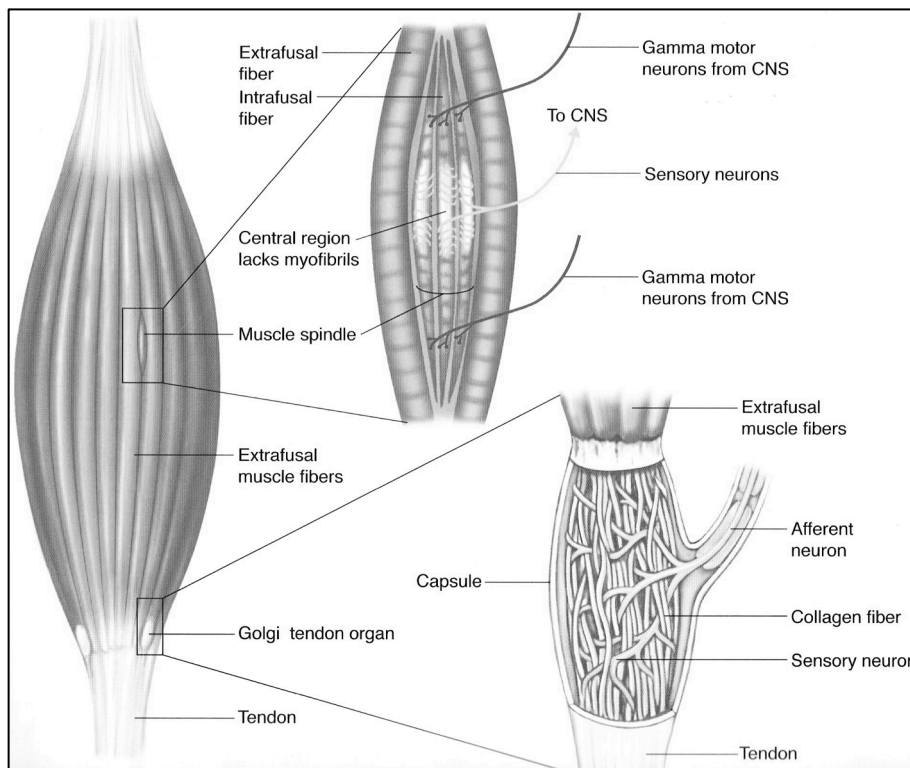 Extrafusal
fiber
Intrafusal
fiber
Gamma motor
neurons from CNS
To CNS
Sensory neurons
Central region
lacks myofibrils
Gamma motor
neurons from CNS
Muscle spindle
Extrafusal
muscle fibers
Extrafusal
muscle fibers
Afferent
neuron
Capsule
Collagen fiber
Golgi tendon organ
Sensory neuron
Tendon
Tendon